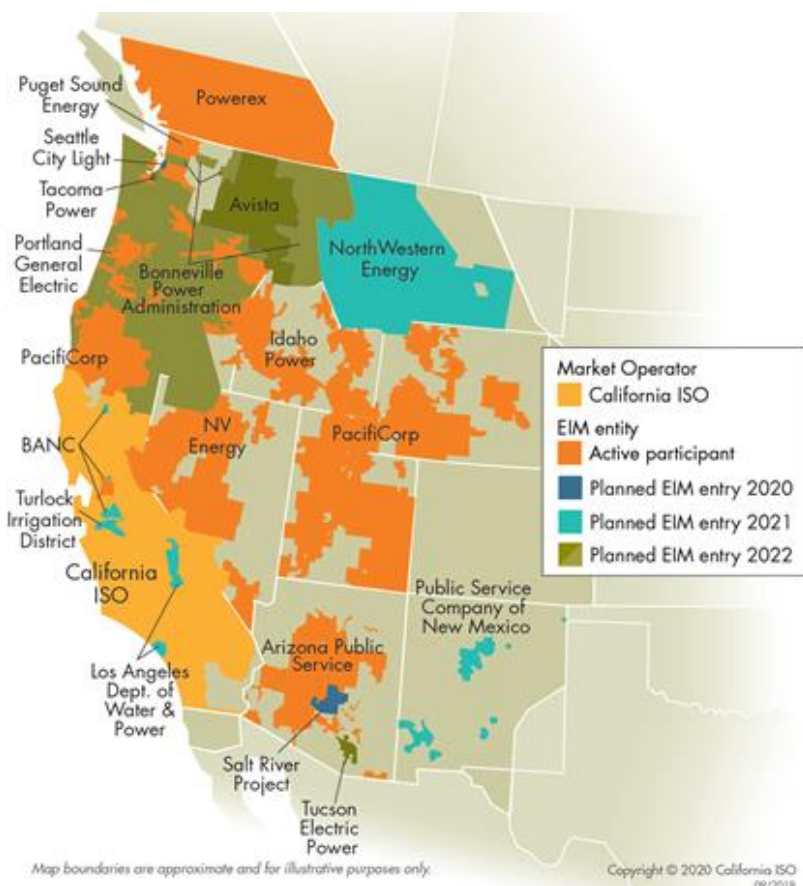 Puget Sound
Energy
Powerex
Seattle
City Light
Tacoma
Power
Avista
Portland
General
Electric
NorthWestern
Energy
Bonneville
Power
Administration
PacifiCorp
Idaho
Power
Market Operator
California ISO
EIM entity
Active participant
Planned EIM entry 2020
Planned EIM entry 2021
Planned EIM entry 2022
NV
Energy
PacifiCorp
BANC
Turlock
Irrigation
District
California
ISO
Public Service
Company of
New Mexico
Arizona Public
Service
Los Angeles
Dept. of
Water &
Power
Salt River
Project
Tucson
Electric
Power
Map boundaries are approximate and for illustrative purposes only.
Copyright © 2020 California ISO